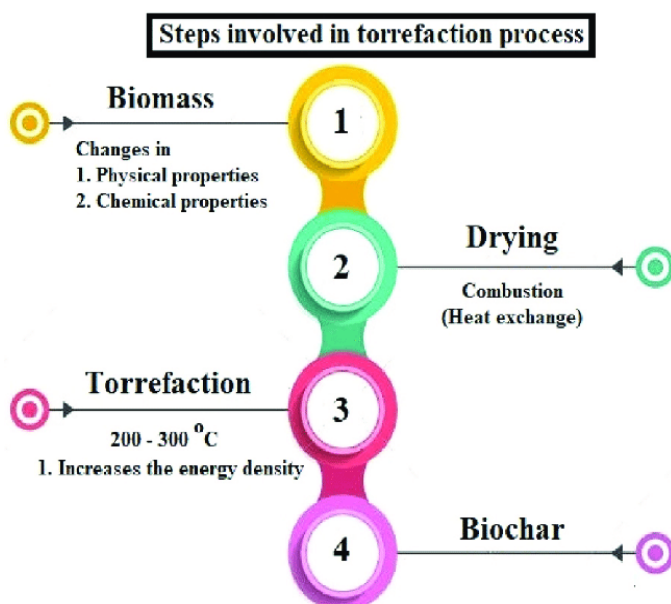 Steps involved in torrefaction process
Biomass
1
Changes in
1. Physical properties
2. Chemical properties
2
Drying
Combustion
(Heat exchange)
Torrefaction
3
200 - 300 °C
1. Increases the energy density
4
Biochar